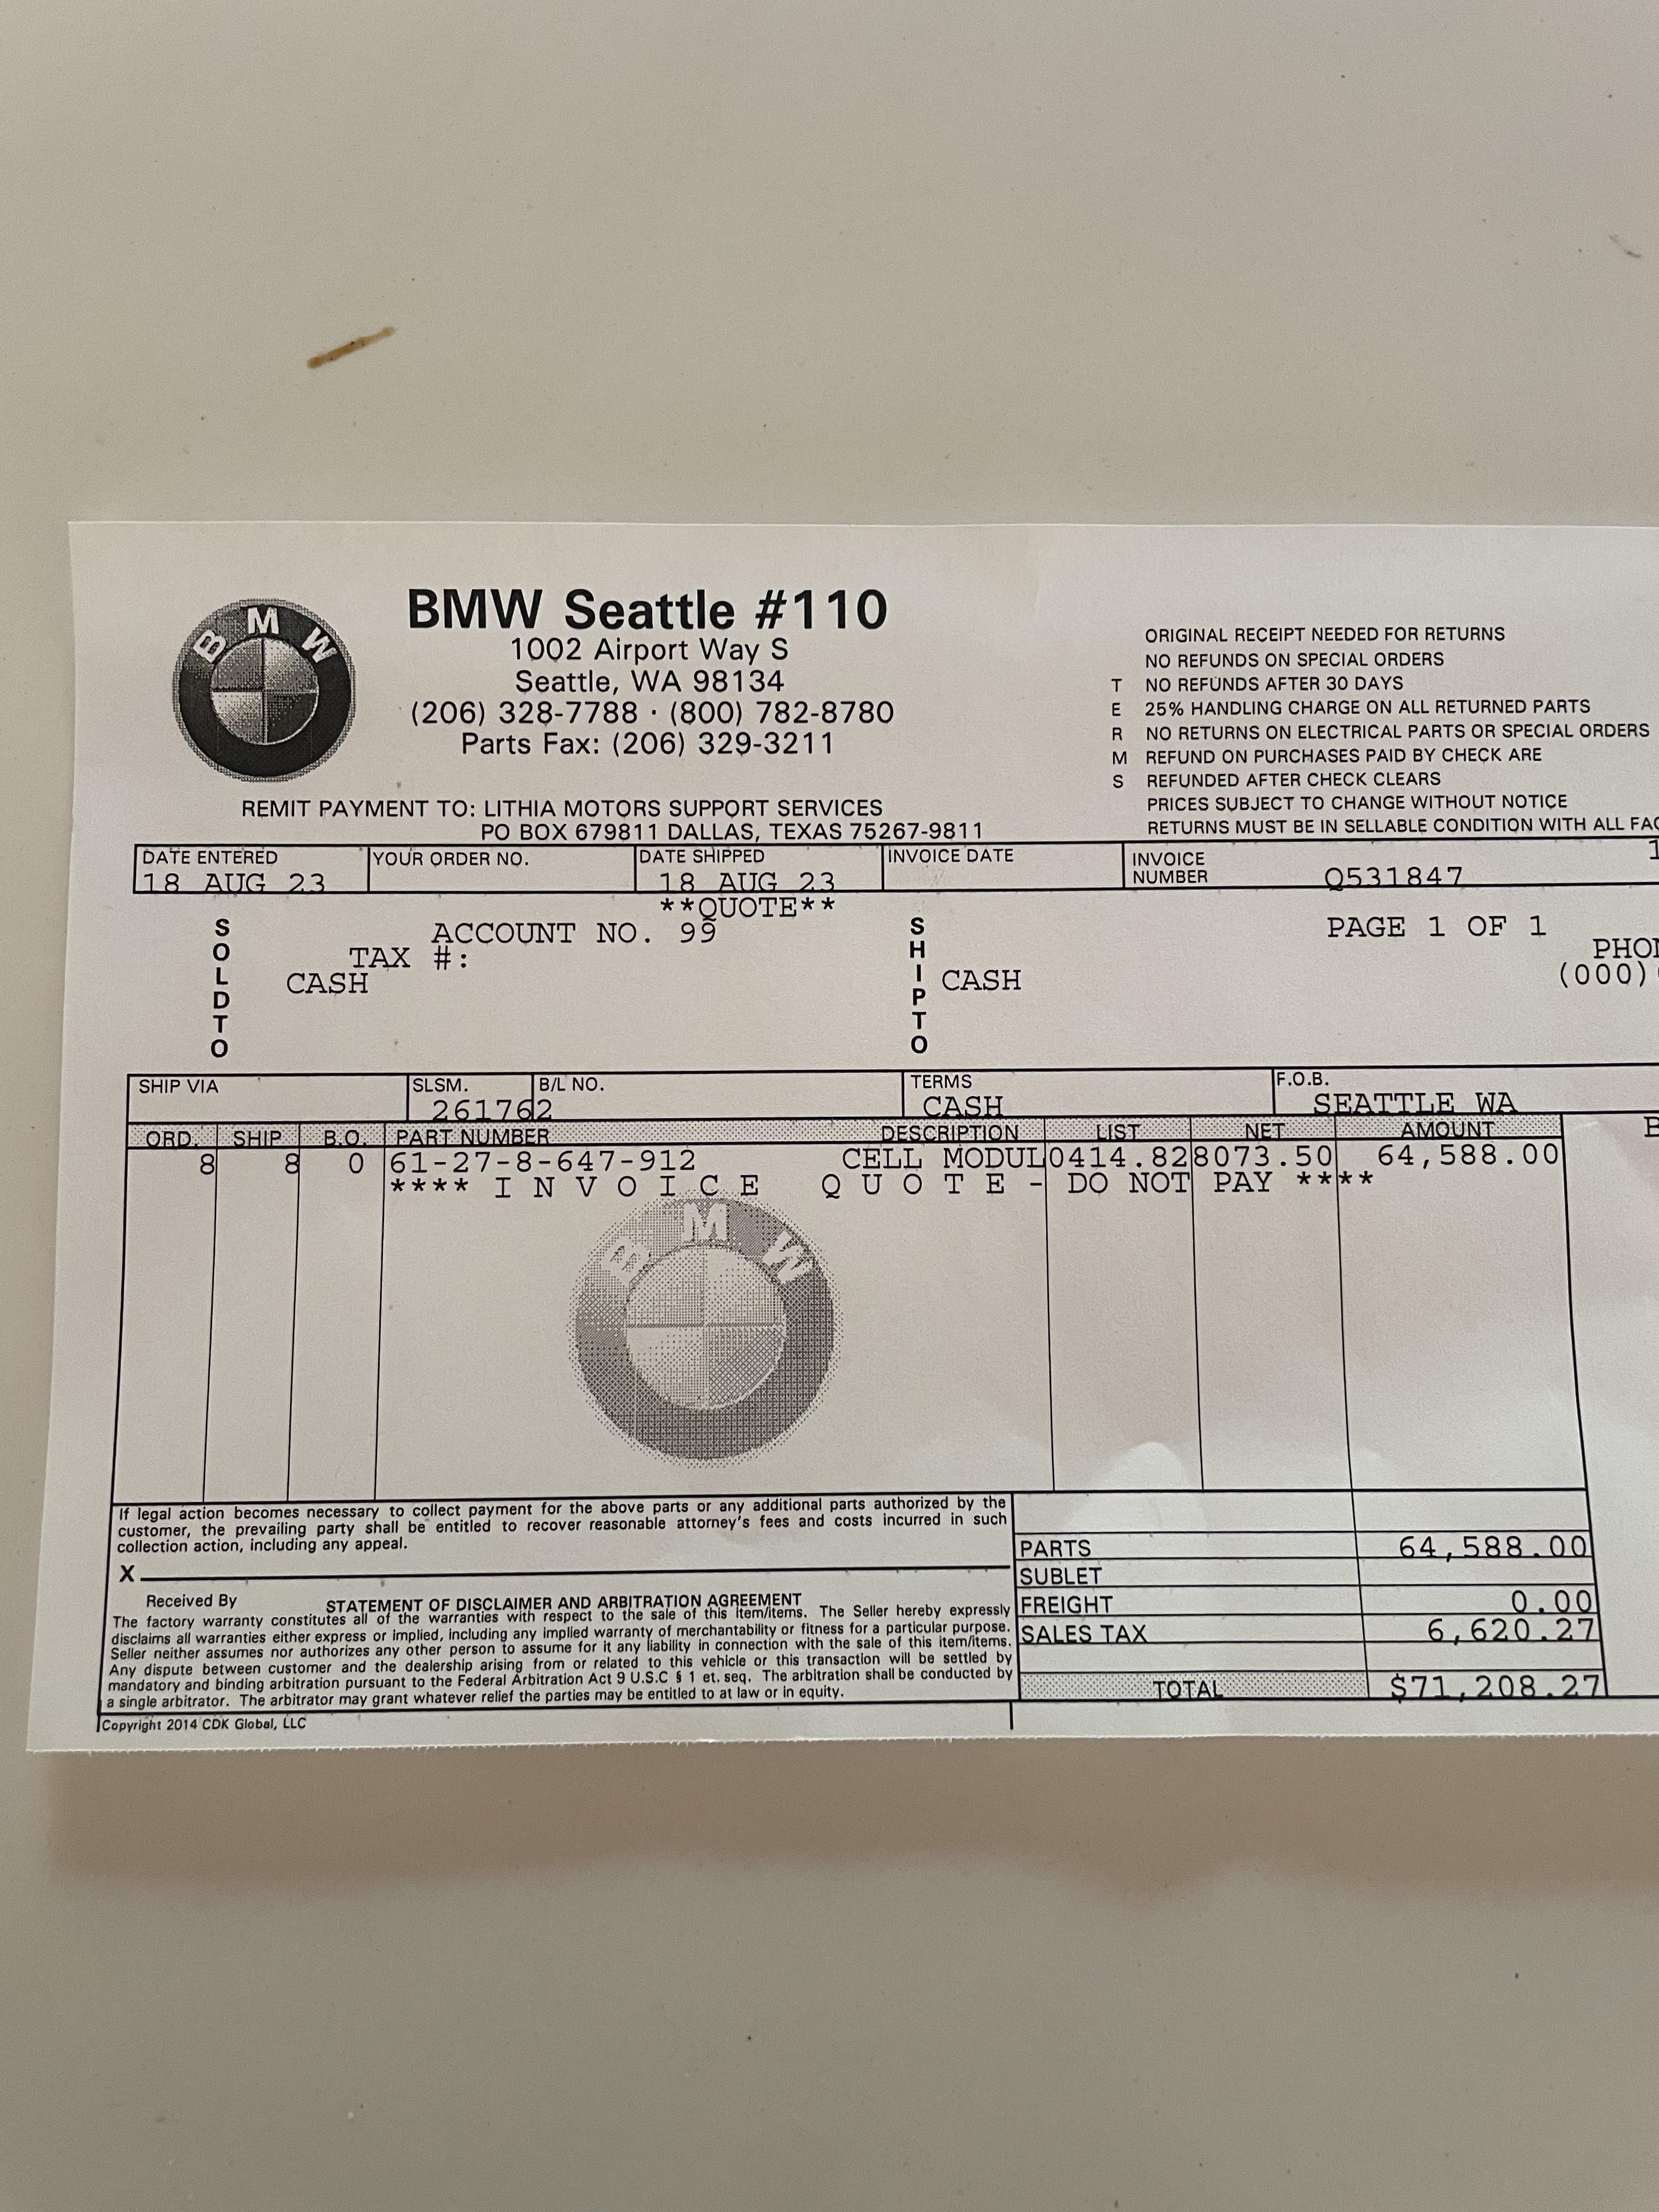 BMW
BMW Seattle #110
1002 Airport Way S
Seattle, WA 98134
(206) 328-7788 · (800) 782-8780
Parts Fax: (206) 329-3211
REMIT PAYMENT TO: LITHIA MOTORS SUPPORT SERVICES
PO BOX 679811 DALLAS, TEXAS 75267-9811
TERMS
ORIGINAL RECEIPT NEEDED FOR RETURNS
NO REFUNDS ON SPECIAL ORDERS
NO REFUNDS AFTER 30 DAYS
25% HANDLING CHARGE ON ALL RETURNED PARTS
NO RETURNS ON ELECTRICAL PARTS OR SPECIAL ORDERS
REFUND ON PURCHASES PAID BY CHECK ARE
REFUNDED AFTER CHECK CLEARS
PRICES SUBJECT TO CHANGE WITHOUT NOTICE
RETURNS MUST BE IN SELLABLE CONDITION WITH ALL
DATE ENTERED YOUR ORDER NO. DATE SHIPPED INVOICE DATE INVOICE NUMBER
18 AUG 23 18 AUG 23 Q531847
**QUOTE**
SOLD TO
ACCOUNT NO. 99
TAX #:
CASH
SHIP TO
CASH
PAGE 1 OF 1
(000)
SHIP VIA SLSM. B/L NO. TERMS F.O.B.
261762 CASH SEATTLE WA
ORD. SHIP B.O. PART NUMBER DESCRIPTION LIST NET AMOUNT
8 8 0 61-27-8-647-912 CELL MODUL 0414.82 8073.50 64,588.00
**** I N V O I C E Q U O T E - DO NOT PAY ****
BMW
If legal action becomes necessary to collect payment for the above parts or any additional parts authorized by the
customer, the prevailing party shall be entitled to recover reasonable attorney's fees and costs incurred in such
collection action, including any appeal.
X
Received By
STATEMENT OF DISCLAIMER AND ARBITRATION AGREEMENT
The factory warranty constitutes all of the warranties with respect to the sale of this item/items. The Seller hereby expressly
disclaims all warranties either express or implied, including any implied warranty of merchantability or fitness for a particular purpose.
Seller neither assumes nor authorizes any other person to assume for it any liability in connection with the sale of this item/items.
Any dispute between customer and the dealership arising from or related to this vehicle or this transaction will be settled by
mandatory and binding arbitration pursuant to the Federal Arbitration Act 9 U.S.C § 1 et. seq. The arbitration shall be conducted by
a single arbitrator. The arbitrator may grant whatever relief the parties may be entitled to at law or in equity.
PARTS 64,588.00
SUBLET
FREIGHT 0.00
SALES TAX 6,620.27
TOTAL $71,208.27
Copyright 2014 CDK Global, LLC